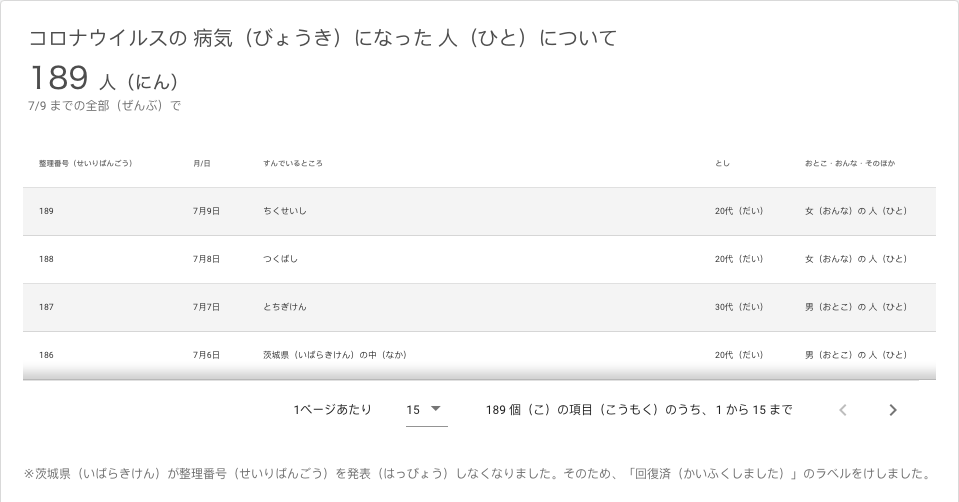 コロナウイルスの 病気（びょうき）になった 人（ひと）について
189 人（にん）
7/9 までの全部（ぜんぶ）で
整理番号（せいりばんごう） 月/日 すんでいるところ とし おとこ・おんな・そのほか
189 7月9日 ちくせいし 20代（だい） 女（おんな）の 人（ひと）
188 7月8日 つくばし 20代（だい） 女（おんな）の 人（ひと）
187 7月7日 とちぎけん 30代（だい） 男（おとこ）の 人（ひと）
186 7月6日 茨城県（いばらきけん）の中（なか） 20代（だい） 男（おとこ）の 人（ひと）
1ページあたり 15 189 個（こ）の項目（こうもく）のうち、 1 から 15 まで
※茨城県（いばらきけん）が整理番号（せいりばんごう）を発表（はっぴょう）しなくなりました。そのため、「回復済（かいふくしました）」のラベルをけしました。